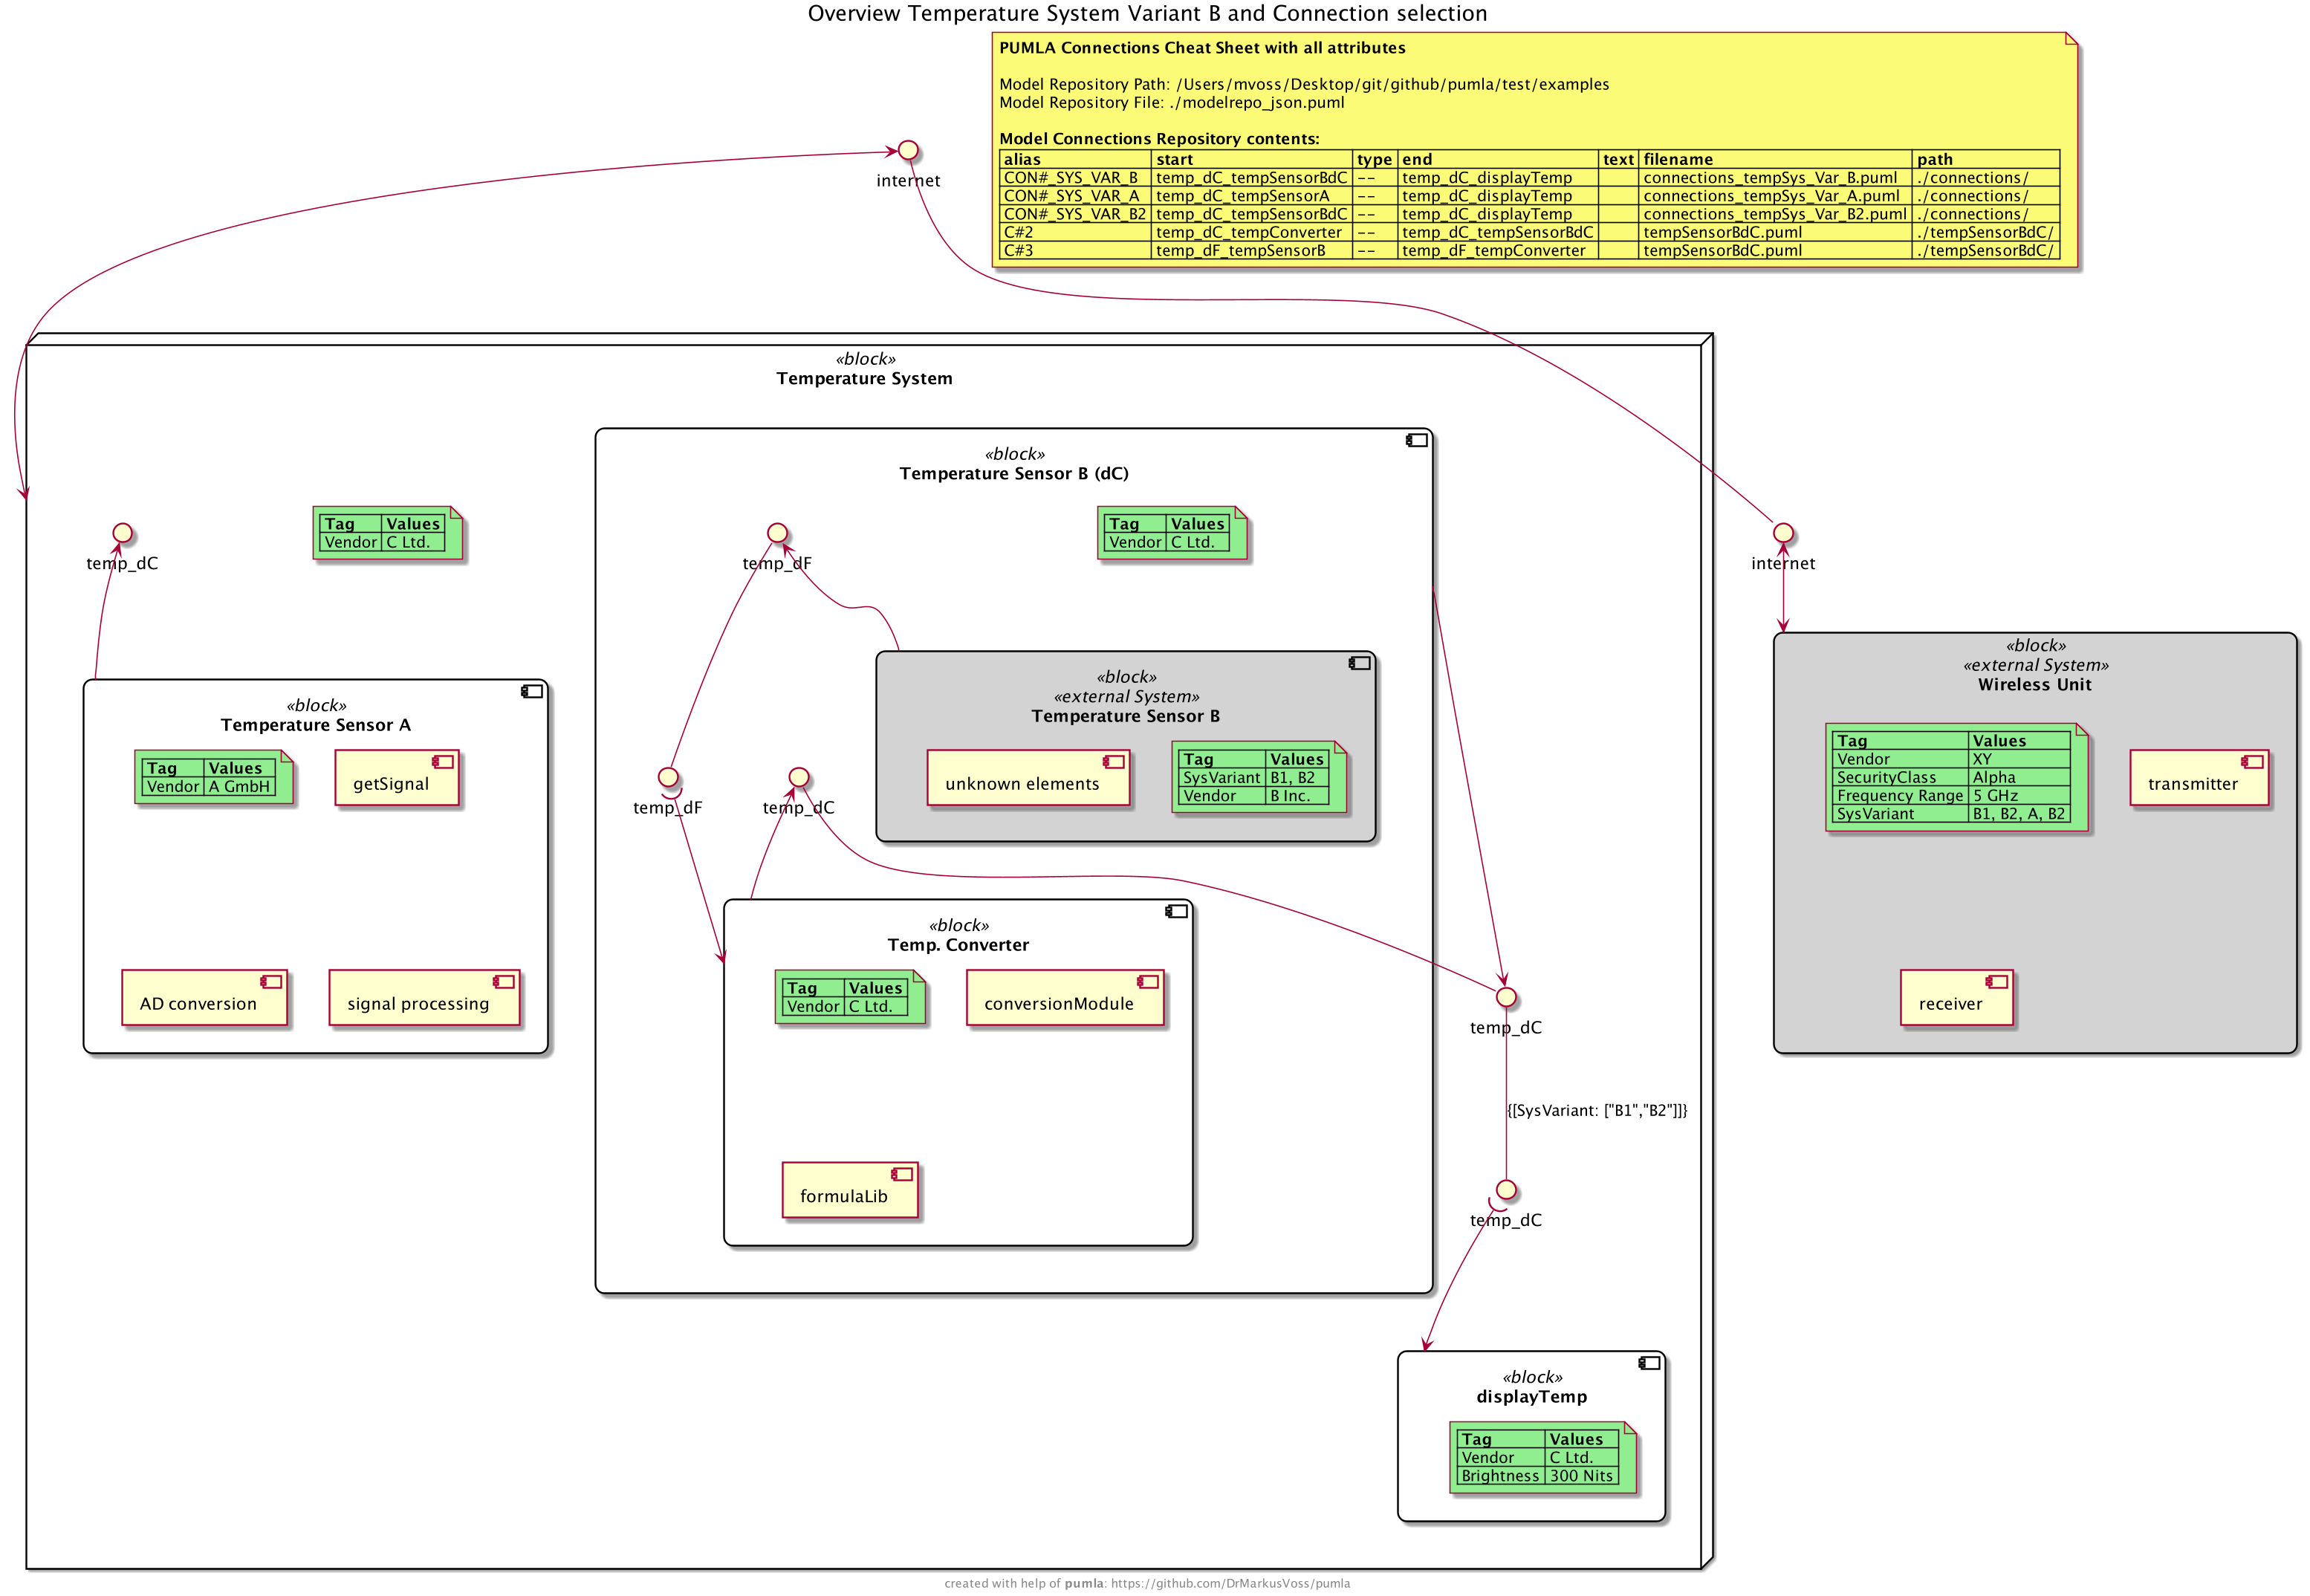 Overview Temperature System Variant B and Connection selection
PUMLA Connections Cheat Sheet with all attributes
Model Repository Path: /Users/mvoss/Desktop/git/github/pumla/test/examples
Model Repository File: ./modelrepo_json.puml
Model Connections Repository contents:
alias start type end text filename path
CON#_SYS_VAR_B temp_dC_tempSensorBdC -- temp_dC_displayTemp connections_tempSys_Var_B.puml ./connections/
CON#_SYS_VAR_A temp_dC_tempSensorA -- temp_dC_displayTemp connections_tempSys_Var_A.puml ./connections/
CON#_SYS_VAR_B2 temp_dC_tempSensorBdC -- temp_dC_displayTemp connections_tempSys_Var_B2.puml ./connections/
C#2 temp_dC_tempConverter -- temp_dC_tempSensorBdC tempSensorBdC.puml ./tempSensorBdC/
C#3 temp_dF_tempSensorB -- temp_dF_tempConverter tempSensorBdC.puml ./tempSensorBdC/
internet
«block»
Temperature System
temp_dC
Tag Values
Vendor C Ltd.
«block»
Temperature Sensor A
Tag Values
Vendor A GmbH
getSignal
AD conversion
signal processing
«block»
Temperature Sensor B (dC)
temp_dF
Tag Values
Vendor C Ltd.
«block»
«external System»
Temperature Sensor B
unknown elements
Tag Values
SysVariant B1, B2
Vendor B Inc.
temp_dF
temp_dC
«block»
Temp. Converter
Tag Values
Vendor C Ltd.
conversionModule
formulaLib
temp_dC
{[SysVariant: ["B1","B2"]]}
temp_dC
«block»
displayTemp
Tag Values
Vendor C Ltd.
Brightness 300 Nits
internet
«block»
«external System»
Wireless Unit
Tag Values
Vendor XY
SecurityClass Alpha
Frequency Range 5 GHz
SysVariant B1, B2, A, B2
transmitter
receiver
created with help of pumla: https://github.com/DrMarkusVoss/pumla